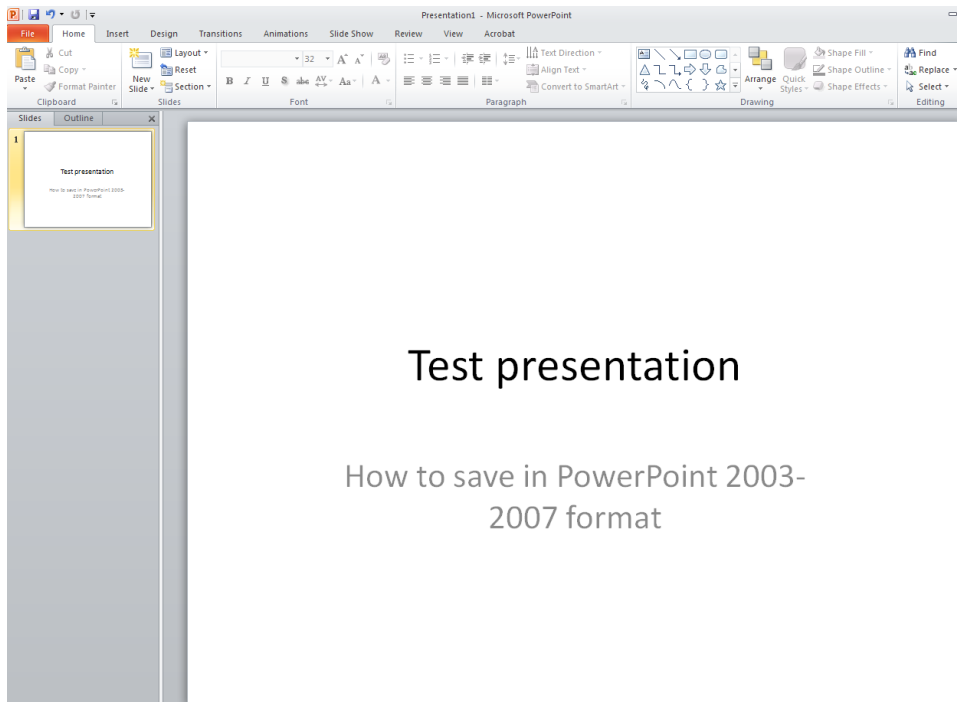 Presentation1 - Microsoft PowerPoint
File Home Insert Design Transitions Animations Slide Show Review View Acrobat
Paste
Cut
Copy
Format Painter
Clipboard
New
Slide
Layout
Reset
Section
Slides
32
B I U S abc AV Aa A
Font
Text Direction
Align Text
Convert to SmartArt
Paragraph
Arrange
Quick
Styles
Shape Fill
Shape Outline
Shape Effects
Drawing
Find
Replace
Select
Editing
Slides Outline
1
Test presentation
How to save in PowerPoint 2003-
2007 format
Test presentation
How to save in PowerPoint 2003-
2007 format